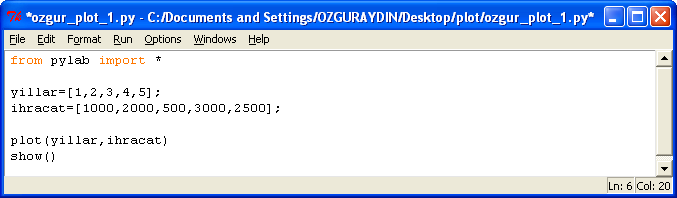 *ozgur_plot_1.py - C:/Documents and Settings/OZGURAYDIN/Desktop/plot/ozgur_plot_1.py*
File Edit Format Run Options Windows Help
from pylab import *
yillar=[1,2,3,4,5];
ihracat=[1000,2000,500,3000,2500];
plot(yillar,ihracat)
show()
Ln: 6 Col: 20